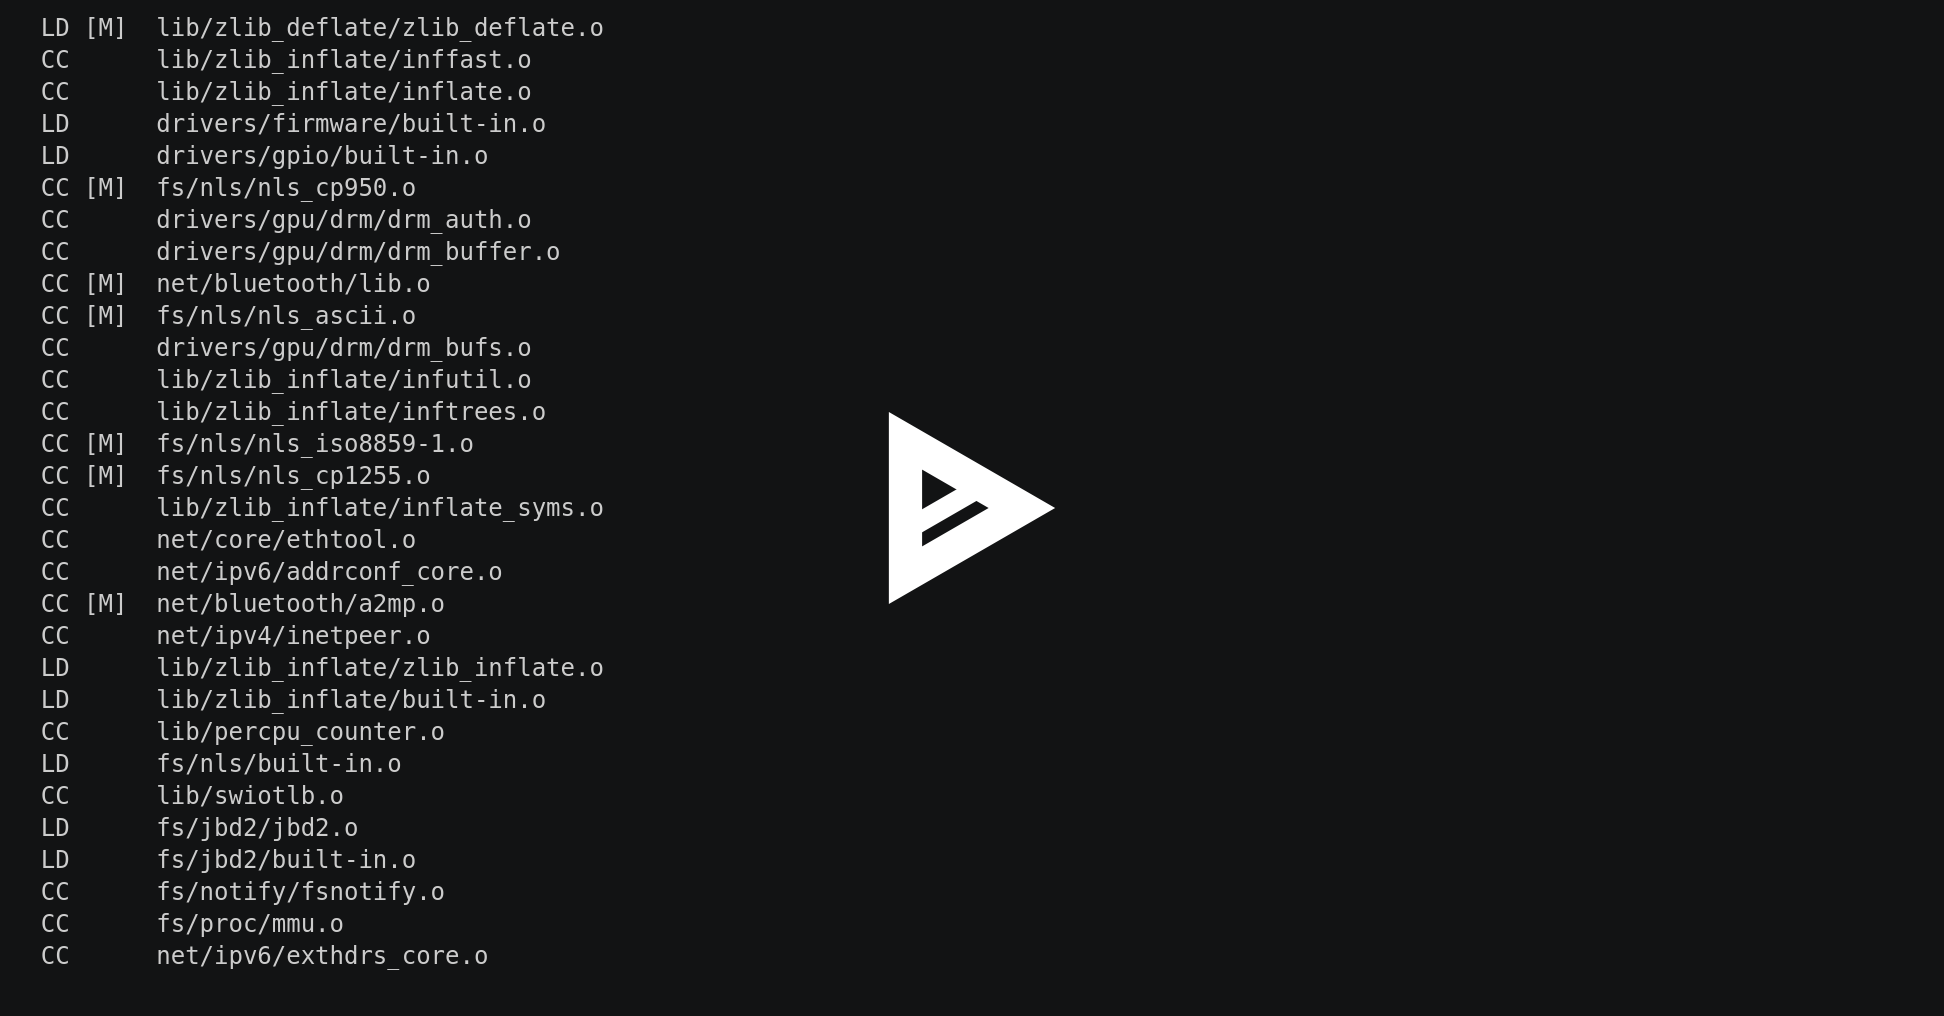 LD [M]  lib/zlib_deflate/zlib_deflate.o
CC      lib/zlib_inflate/inffast.o
CC      lib/zlib_inflate/inflate.o
LD      drivers/firmware/built-in.o
LD      drivers/gpio/built-in.o
CC [M]  fs/nls/nls_cp950.o
CC      drivers/gpu/drm/drm_auth.o
CC      drivers/gpu/drm/drm_buffer.o
CC [M]  net/bluetooth/lib.o
CC [M]  fs/nls/nls_ascii.o
CC      drivers/gpu/drm/drm_bufs.o
CC      lib/zlib_inflate/infutil.o
CC      lib/zlib_inflate/inftrees.o
CC [M]  fs/nls/nls_iso8859-1.o
CC [M]  fs/nls/nls_cp1255.o
CC      lib/zlib_inflate/inflate_syms.o
CC      net/core/ethtool.o
CC      net/ipv6/addrconf_core.o
CC [M]  net/bluetooth/a2mp.o
CC      net/ipv4/inetpeer.o
LD      lib/zlib_inflate/zlib_inflate.o
LD      lib/zlib_inflate/built-in.o
CC      lib/percpu_counter.o
LD      fs/nls/built-in.o
CC      lib/swiotlb.o
LD      fs/jbd2/jbd2.o
LD      fs/jbd2/built-in.o
CC      fs/notify/fsnotify.o
CC      fs/proc/mmu.o
CC      net/ipv6/exthdrs_core.o